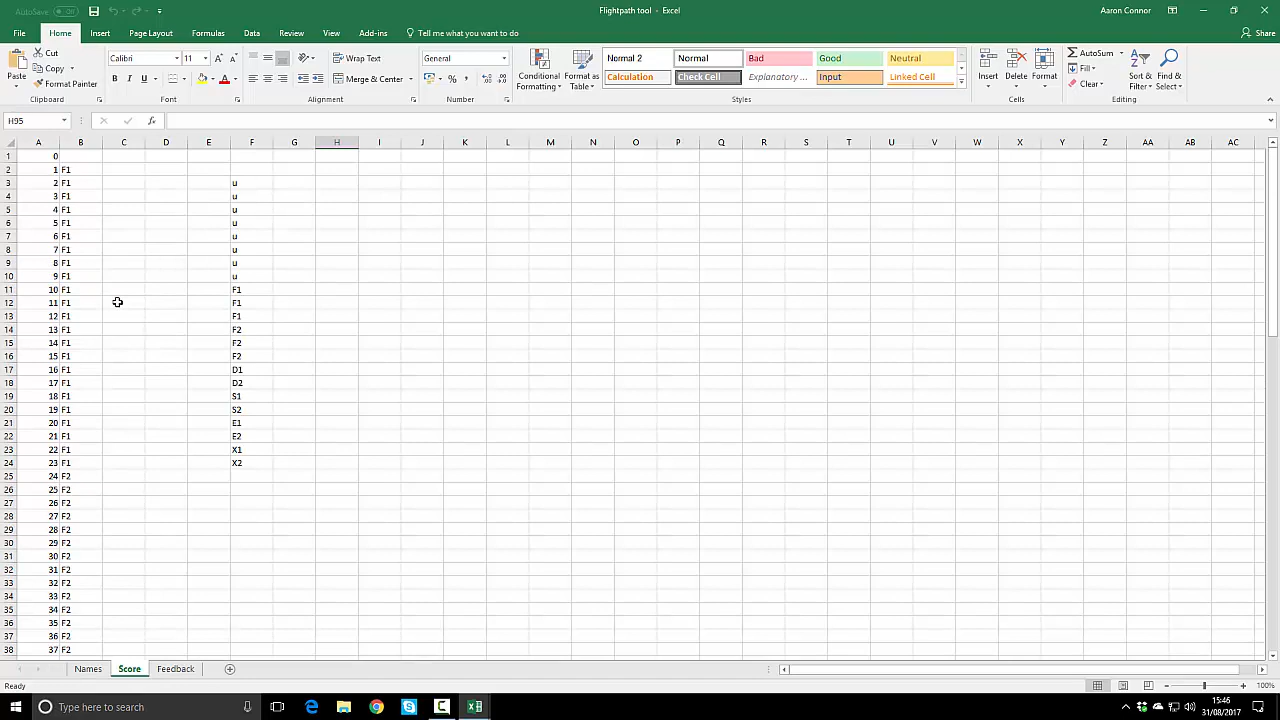 AutoSave Off
Flightpath tool - Excel
Aaron Connor
File Home Insert Page Layout Formulas Data Review View Add-ins Tell me what you want to do Share
Paste
Cut
Copy
Format Painter
Clipboard
Calibri 11
B I U
Font
Wrap Text
Merge & Center
Alignment
General
Number
Conditional Formatting
Format as Table
Normal 2 Normal Bad Good Neutral
Calculation Check Cell Explanatory ... Input Linked Cell
Styles
Insert Delete Format
Cells
AutoSum
Fill
Clear
Sort & Filter
Find & Select
Editing
H95 fx
A B C D E F G H I J K L M N O P Q R S T U V W X Y Z AA AB AC
1 0
2 1 F1
3 2 F1 u
4 3 F1 u
5 4 F1 u
6 5 F1 u
7 6 F1 u
8 7 F1 u
9 8 F1 u
10 9 F1 u
11 10 F1 F1
12 11 F1 F1
13 12 F1 F1
14 13 F1 F2
15 14 F1 F2
16 15 F1 F2
17 16 F1 D1
18 17 F1 D2
19 18 F1 S1
20 19 F1 S2
21 20 F1 E1
22 21 F1 E2
23 22 F1 X1
24 23 F1 X2
25 24 F2
26 25 F2
27 26 F2
28 27 F2
29 28 F2
30 29 F2
31 30 F2
32 31 F2
33 32 F2
34 33 F2
35 34 F2
36 35 F2
37 36 F2
38 37 F2
Names Score Feedback
Ready 100%
Type here to search
15:46
31/08/2017